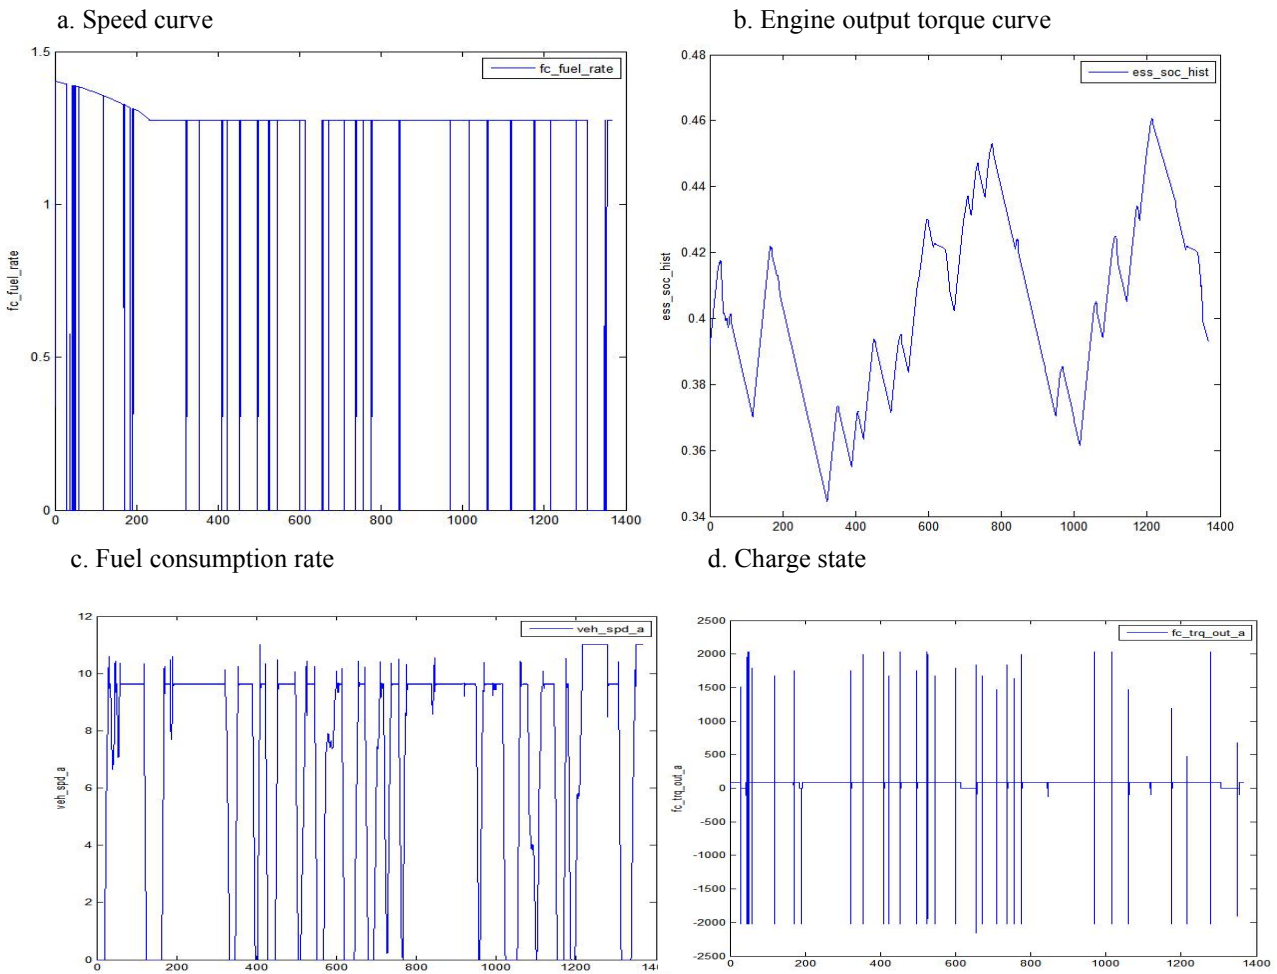 a. Speed curve
b. Engine output torque curve
1.5
1
0.5
0
fc_fuel_rate
fc_fuel_rate
0 200 400 600 800 1000 1200 1400
0.48
0.46
0.44
0.42
0.4
0.38
0.36
0.34
ess_soc_hist
ess_soc_hist
0 200 400 600 800 1000 1200 1400
c. Fuel consumption rate
d. Charge state
12
10
8
6
4
2
0
veh_spd_a
veh_spd_a
0 200 400 600 800 1000 1200 1400
2500
2000
1500
1000
500
0
-500
-1000
-1500
-2000
-2500
fc_trq_out_a
fc_trq_out_a
0 200 400 600 800 1000 1200 1400